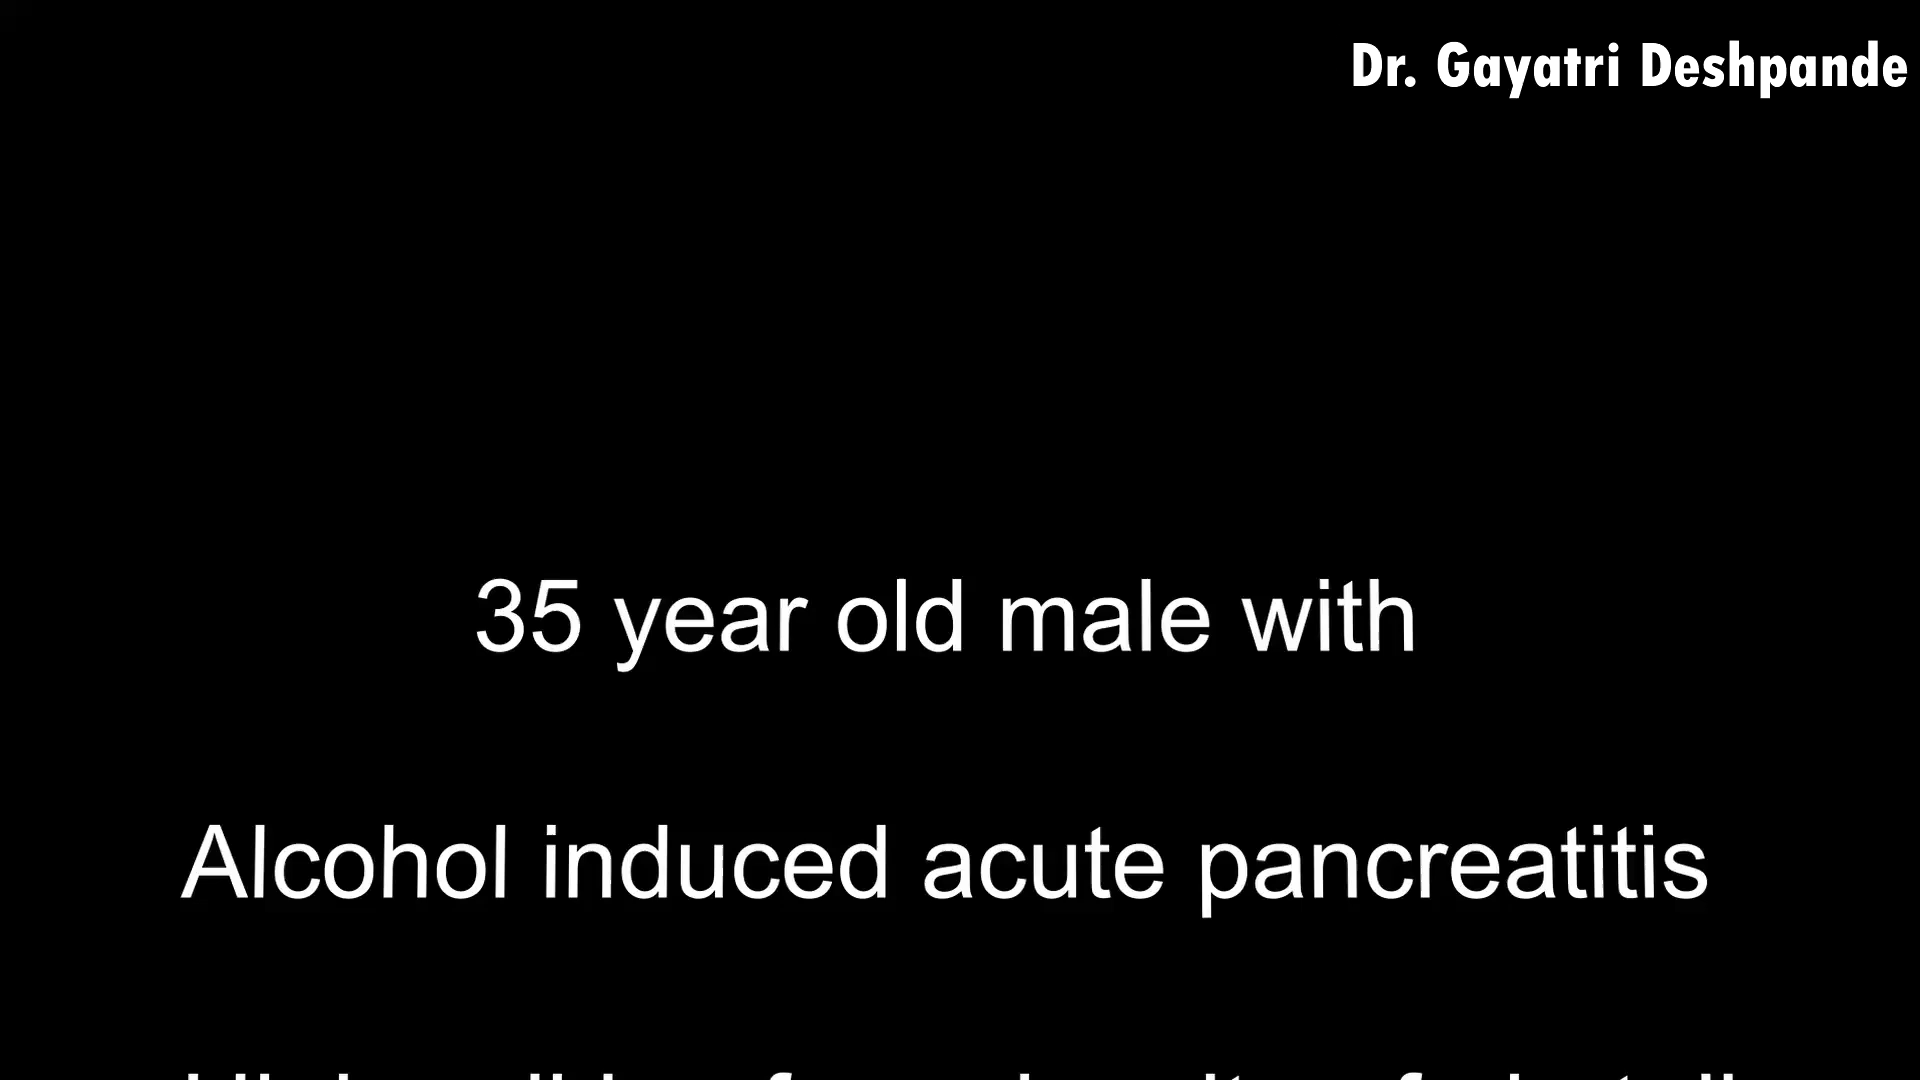 Dr. Gayatri Deshpande
35 year old male with
Alcohol induced acute pancreatitis